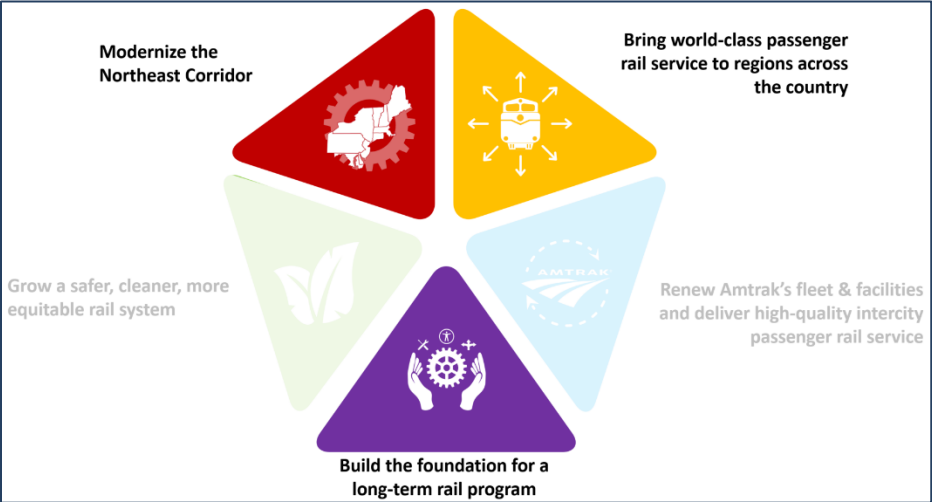 Modernize the
Northeast Corridor
Bring world-class passenger
rail service to regions across
the country
Grow a safer, cleaner, more
equitable rail system
AMTRAK
Renew Amtrak's fleet & facilities
and deliver high-quality intercity
passenger rail service
Build the foundation for a
long-term rail program